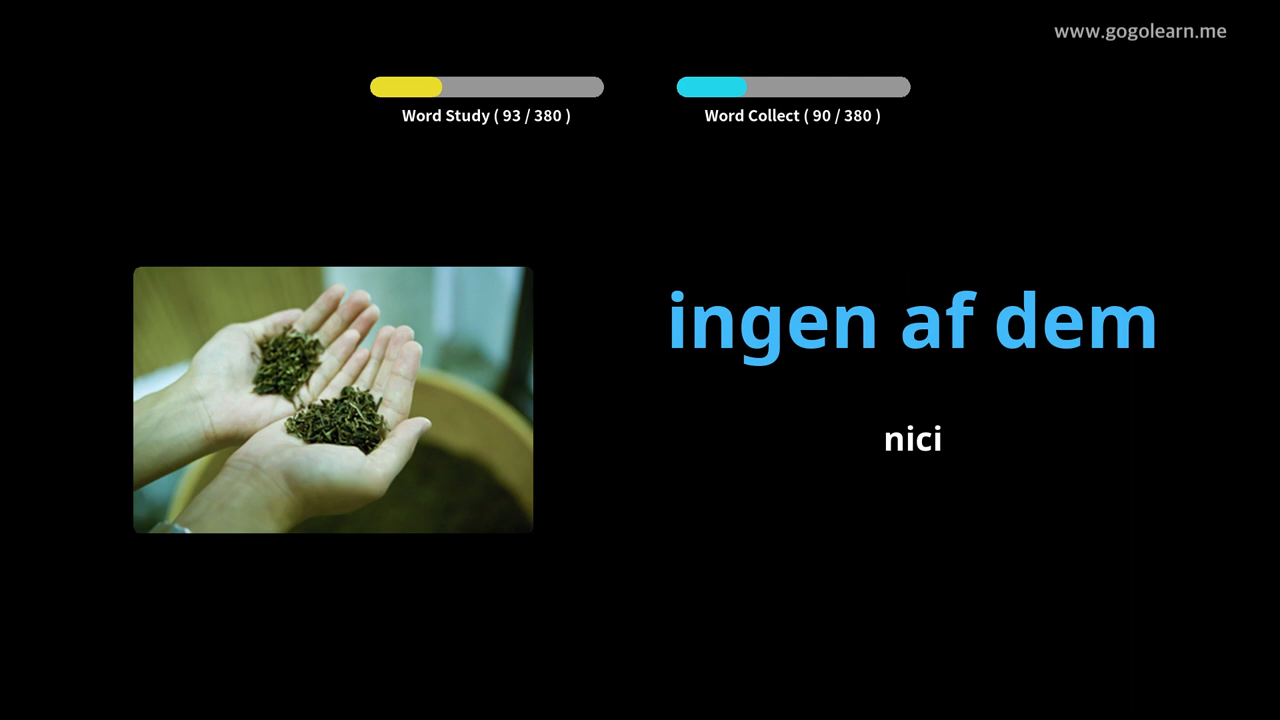 www.gogolearn.me
Word Study ( 93 / 380 )
Word Collect ( 90 / 380 )
ingen af dem
nici